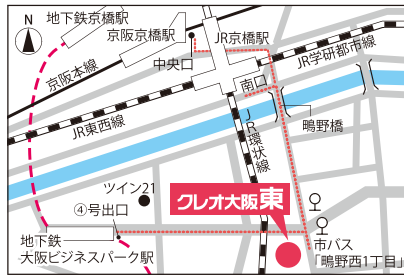 N
地下鉄京橋駅
京阪京橋駅
JR京橋駅
京阪本線
中央口
JR学研都市線
南口
JR東西線
JR環状線
鴫野橋
ツイン21
④号出口
クレオ大阪東
地下鉄
大阪ビジネスパーク駅
市バス
「鴫野西1丁目」